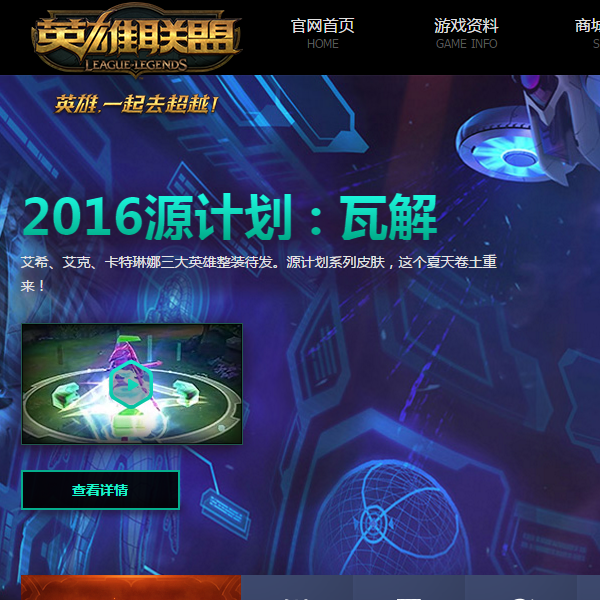 英雄联盟
LEAGUE of LEGENDS
官网首页
游戏资料
商城
HOME
GAME INFO
S
英雄,一起去超越!
2016源计划：瓦解
艾希、艾克、卡特琳娜三大英雄整装待发。源计划系列皮肤，这个夏天卷土重
来！
查看详情